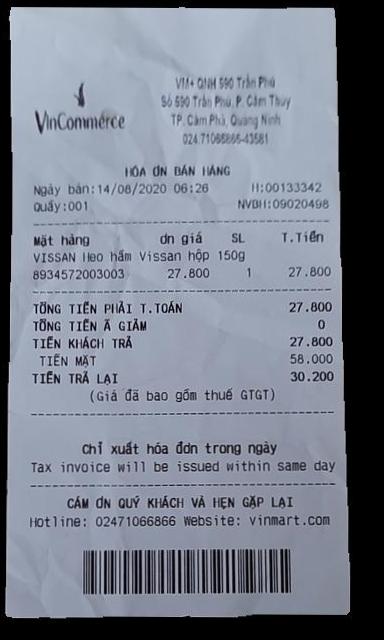 VinCommerce
VM+ QNH 590 Trần Phú
Số 590 Trần Phú, P. Cẩm Thủy
TP. Cẩm Phả, Quảng Ninh
024.71066866-43581
HÓA ƠN BÁN HÀNG
Ngày bán:14/08/2020 06:26 H:00133342
Quầy:001 NVBH:09020498
Mặt hàng ơn giá SL T.Tiền
VISSAN Heo hầm Vissan hộp 150g
8934572003003 27.800 1 27.800
TỔNG TIỀN PHẢI T.TOÁN 27.800
TỔNG TIỀN Ã GIẢM 0
TIỀN KHÁCH TRẢ 27.800
TIỀN MẶT 58.000
TIỀN TRẢ LẠI 30.200
(Giá đã bao gồm thuế GTGT)
Chỉ xuất hóa đơn trong ngày
Tax invoice will be issued within same day
CẢM ƠN QUÝ KHÁCH VÀ HẸN GẶP LẠI
Hotline: 02471066866 Website: vinmart.com